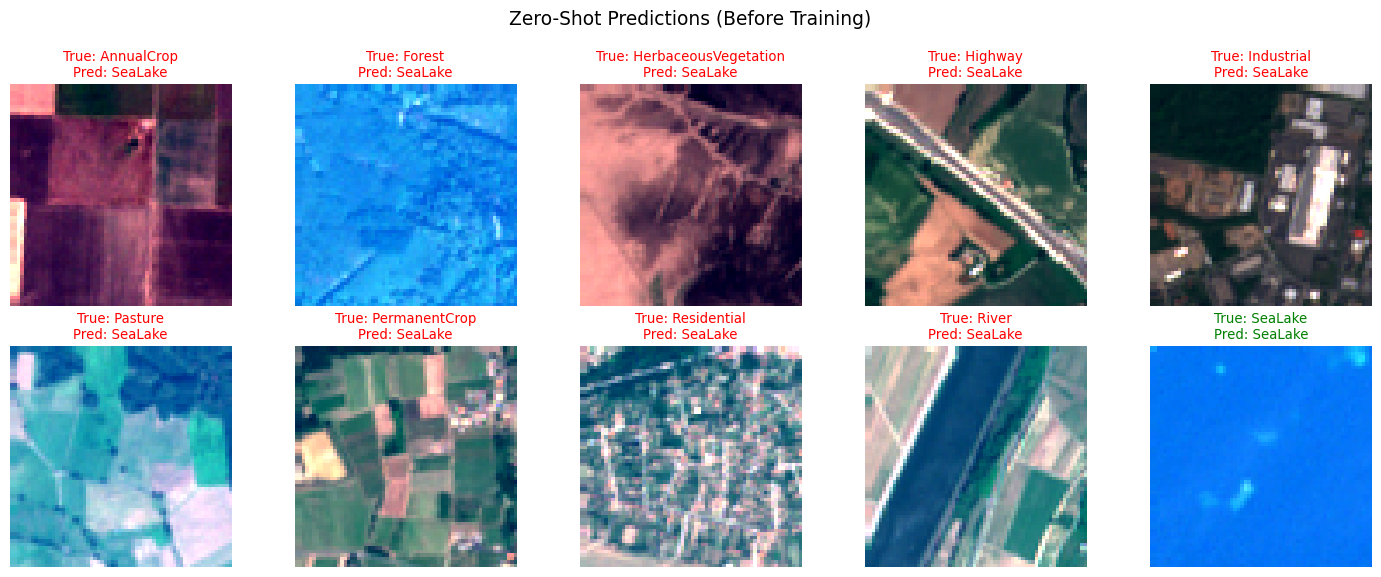 Zero-Shot Predictions (Before Training)
True: AnnualCrop
Pred: SeaLake
True: Forest
Pred: SeaLake
True: HerbaceousVegetation
Pred: SeaLake
True: Highway
Pred: SeaLake
True: Industrial
Pred: SeaLake
True: Pasture
Pred: SeaLake
True: PermanentCrop
Pred: SeaLake
True: Residential
Pred: SeaLake
True: River
Pred: SeaLake
True: SeaLake
Pred: SeaLake